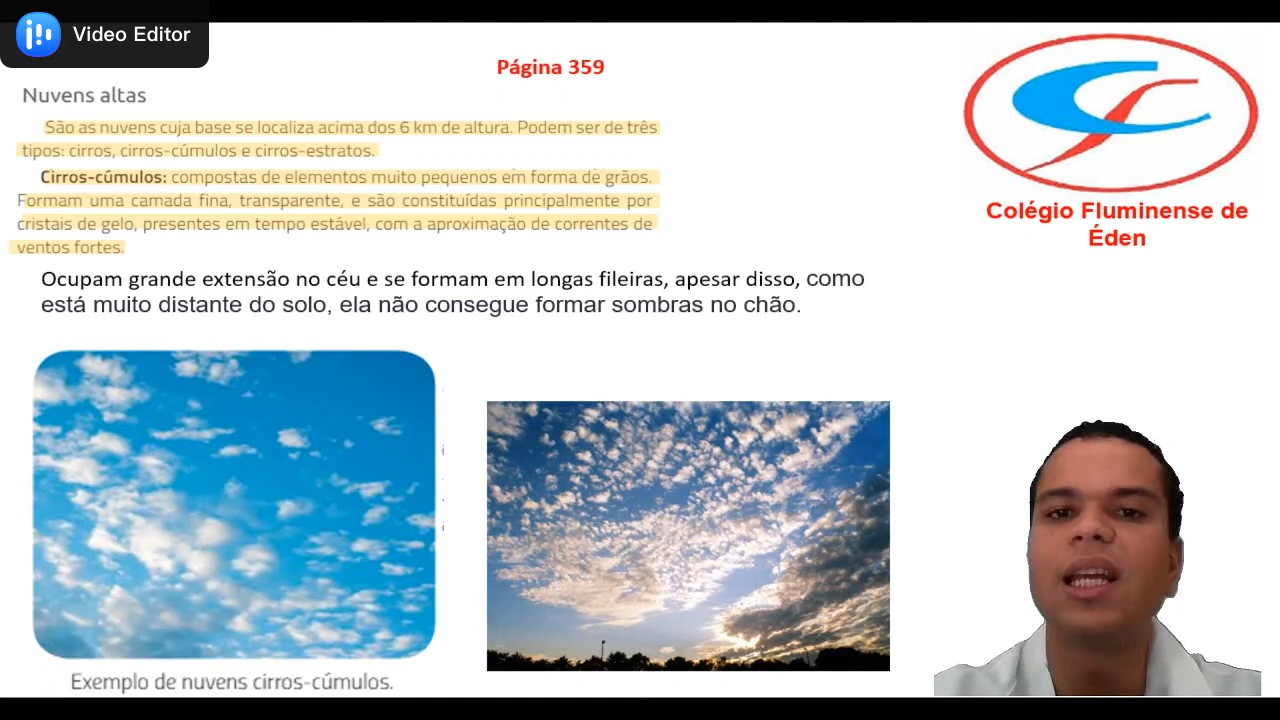 Video Editor
Página 359
Nuvens altas
São as nuvens cuja base se localiza acima dos 6 km de altura. Podem ser de três
tipos: cirros, cirros-cúmulos e cirros-estratos.
Cirros-cúmulos: compostas de elementos muito pequenos em forma de grãos.
Formam uma camada fina, transparente, e são constituídas principalmente por
cristais de gelo, presentes em tempo estável, com a aproximação de correntes de
ventos fortes.
Ocupam grande extensão no céu e se formam em longas fileiras, apesar disso, como
está muito distante do solo, ela não consegue formar sombras no chão.
Exemplo de nuvens cirros-cúmulos.
Colégio Fluminense de
Éden